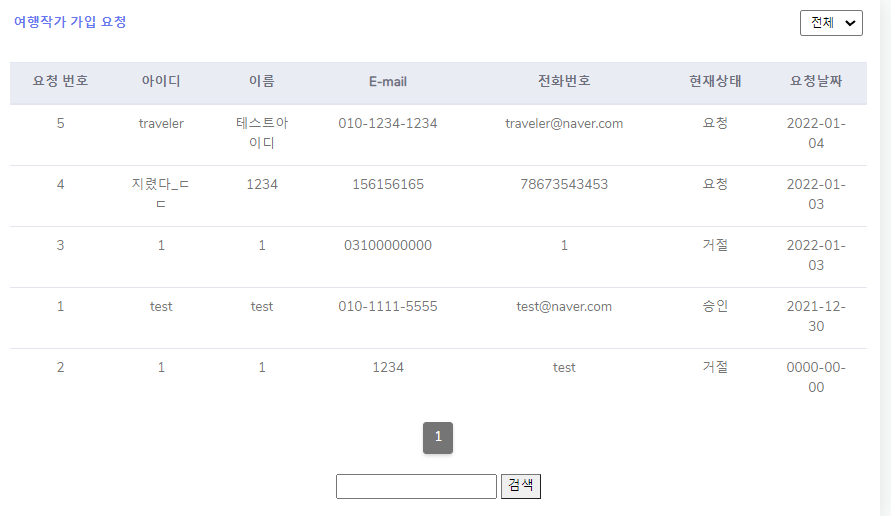 여행작가 가입 요청 전체
요청 번호 아이디 이름 E-mail 전화번호 현재상태 요청날짜
5 traveler 테스트아 010-1234-1234 traveler@naver.com 요청 2022-01-
이디 04
4 지렸다_ㄷ 1234 156156165 78673543453 요청 2022-01-
ㄷ 03
3 1 1 03100000000 1 거절 2022-01-
03
1 test test 010-1111-5555 test@naver.com 승인 2021-12-
30
2 1 1 1234 test 거절 0000-00-
00
1
검색